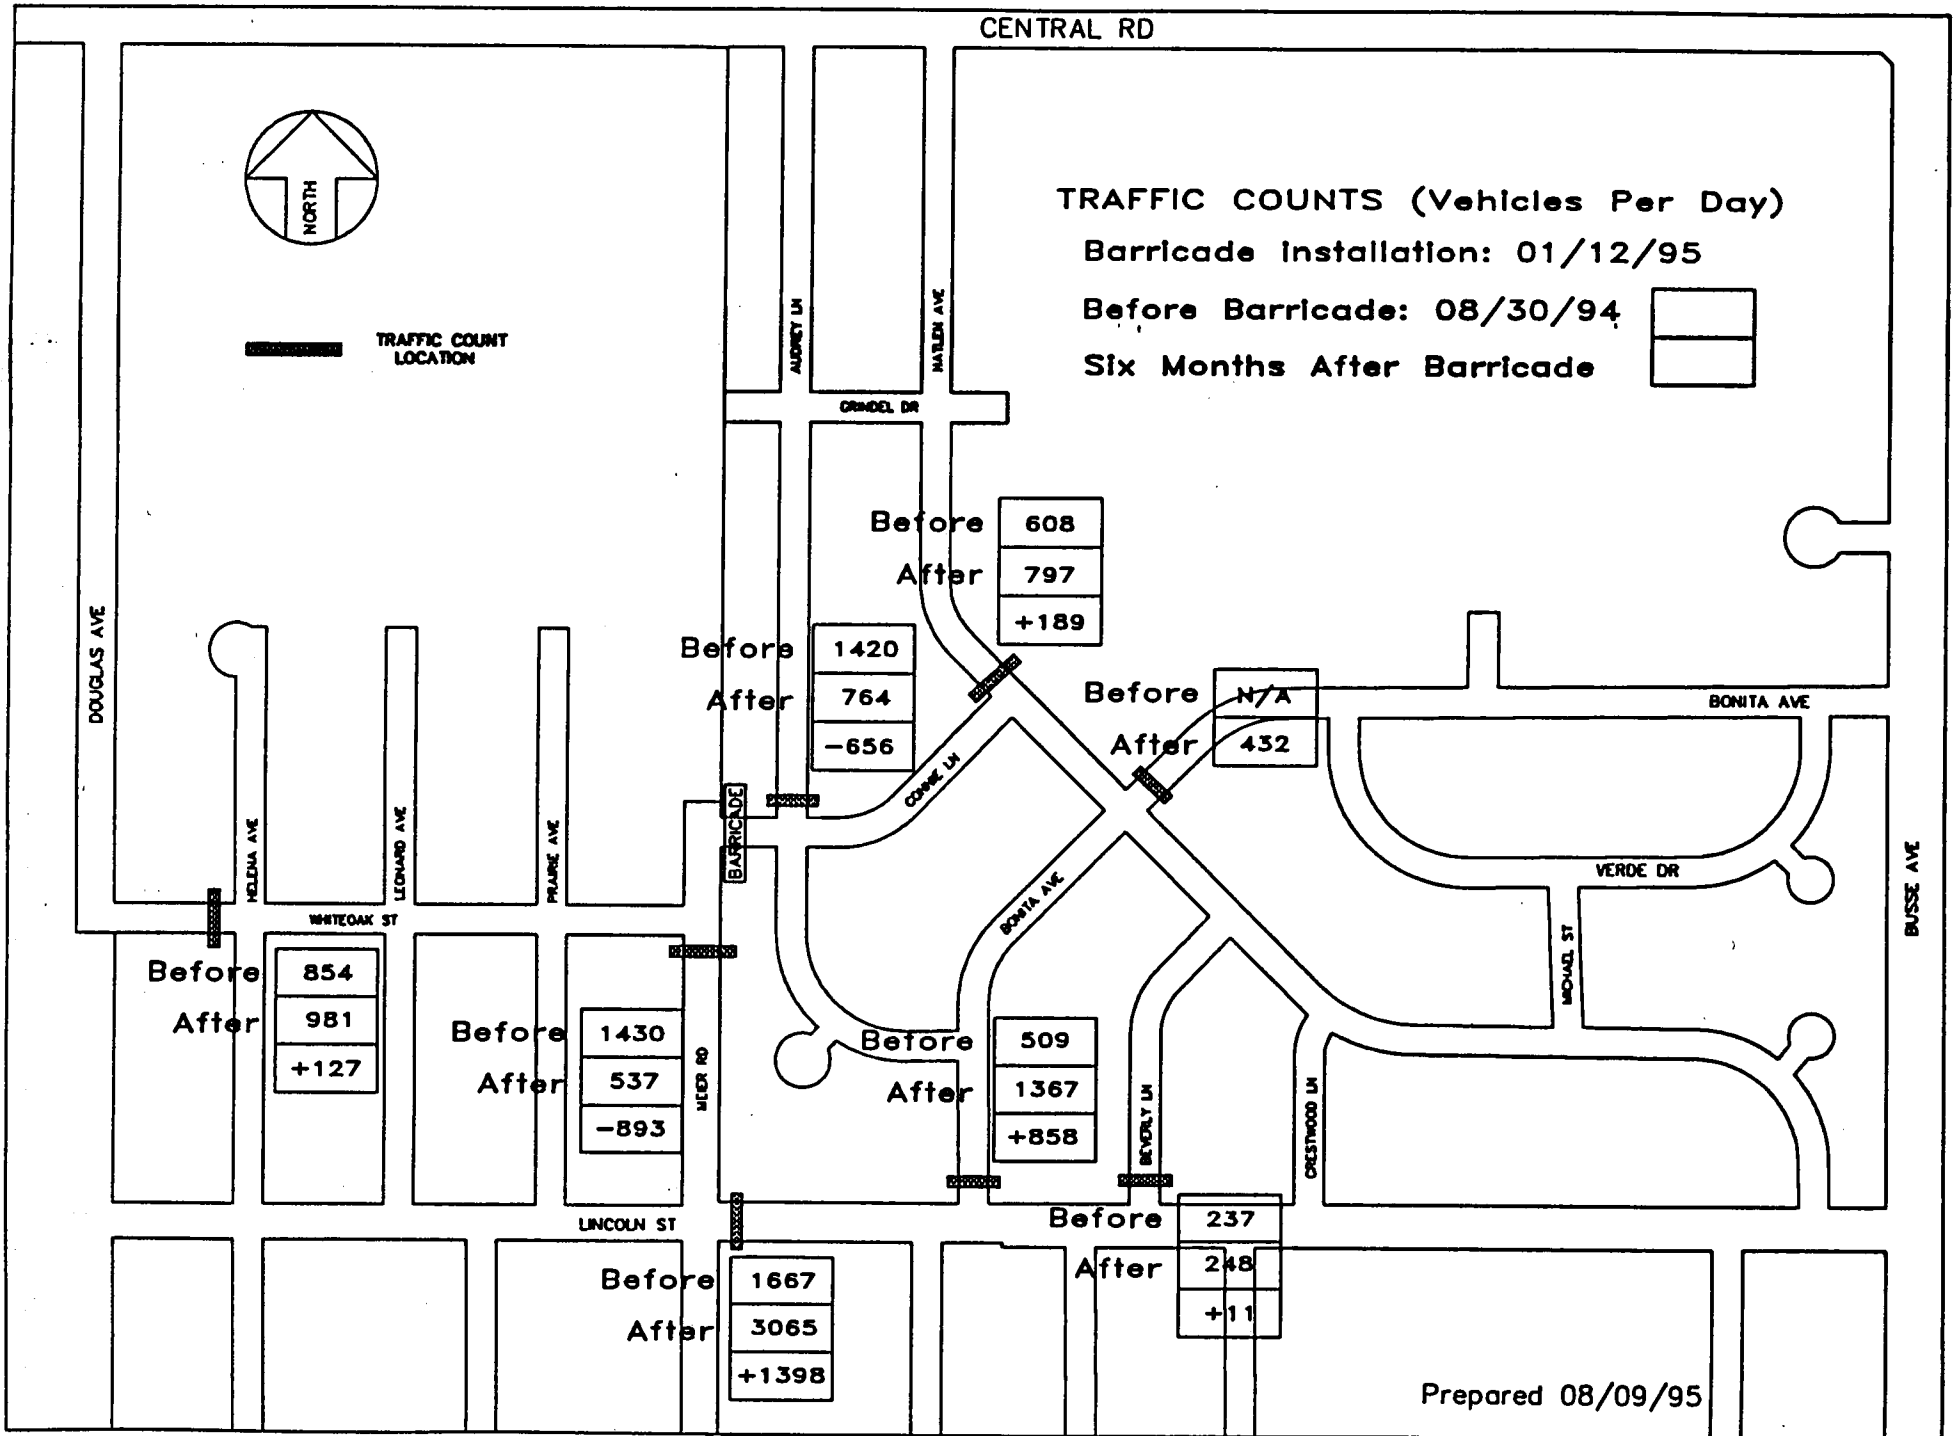 CENTRAL RD
NORTH
TRAFFIC COUNTS (Vehicles Per Day)
Barricade Installation: 01/12/95
Before Barricade: 08/30/94
Six Months After Barricade
TRAFFIC COUNT
LOCATION
AUDREY LN
HATLEN AVE
GRINDEL DR
Before 608
After 797
+189
Before 1420
After 764
-656
Before N/A
After 432
BONITA AVE
DOUGLAS AVE
CONNIE LN
BARRICADE
HELENA AVE
LEONARD AVE
PRAIRIE AVE
VERDE DR
BUSSE AVE
BONITA AVE
WHITEOAK ST
MICHAEL ST
Before 854
After 981
+127
Before 1430
After 537
-893
MEIER RD
Before 509
After 1367
+858
BEVERLY LN
CRESTWOOD LN
LINCOLN ST
Before 237
After 248
+11
Before 1667
After 3065
+1398
Prepared 08/09/95